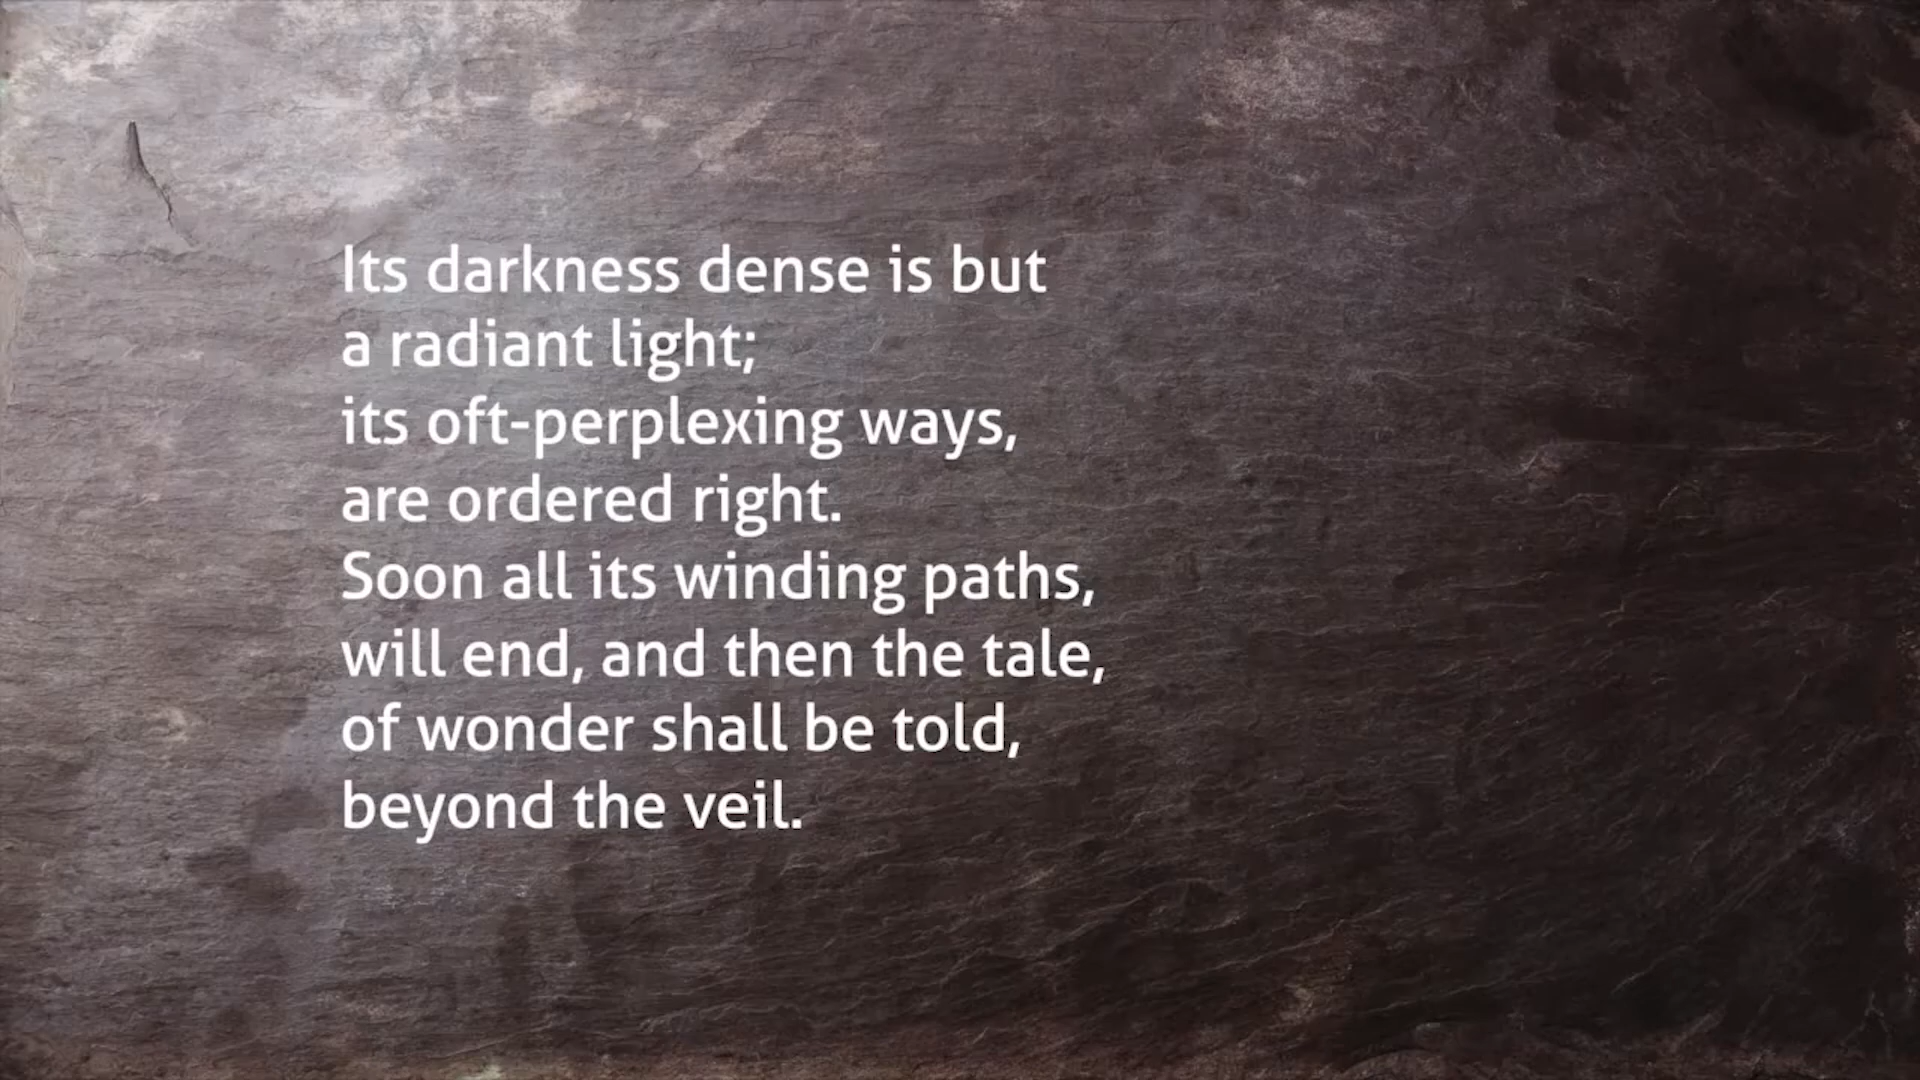 Its darkness dense is but
a radiant light;
its oft-perplexing ways,
are ordered right.
Soon all its winding paths,
will end, and then the tale,
of wonder shall be told,
beyond the veil.